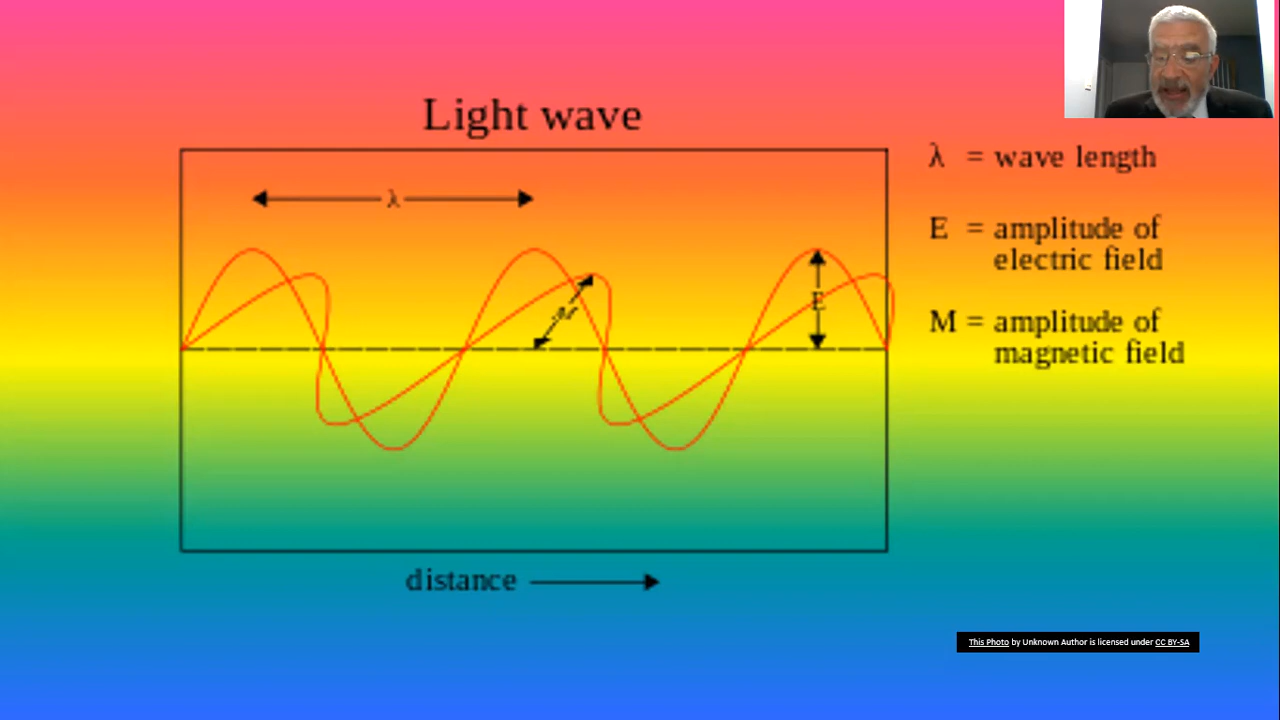 Light wave
λ
λ = wave length
E = amplitude of
electric field
M
E
M = amplitude of
magnetic field
distance
This Photo by Unknown Author is licensed under CC BY-SA